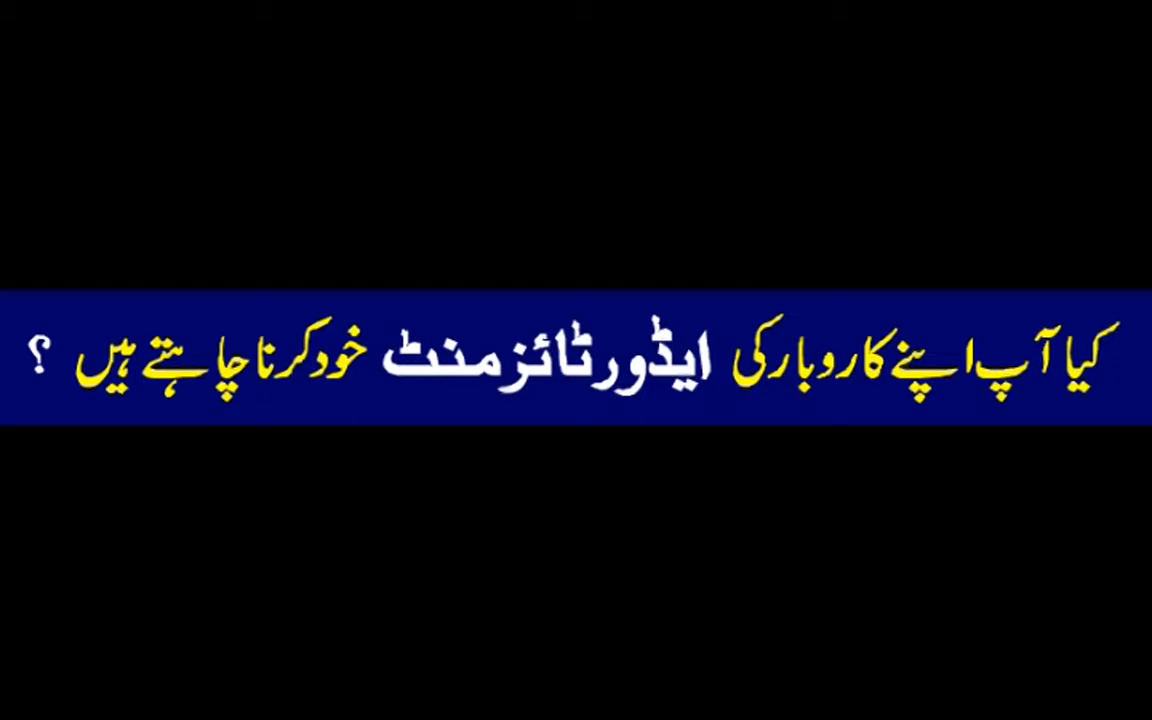 کیا آپ اپنے کاروبار کی ایڈورٹائزمنٹ خود کرنا چاہتے ہیں ؟